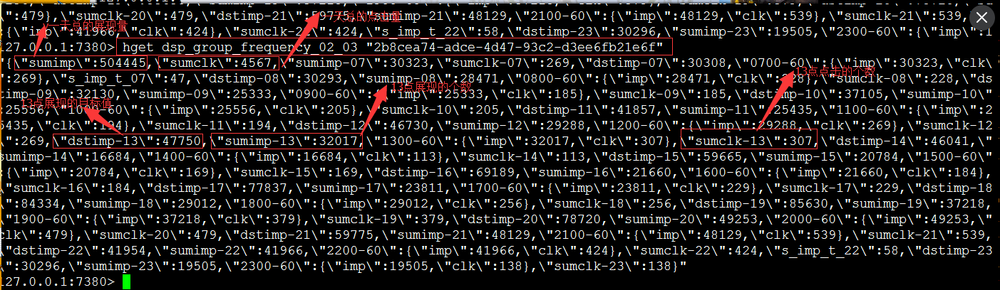 127.0.0.1:
\":479},\"sumclk-20\":479,\"dstimp-21\":59775,\"sumimp-21\":48129,\"2100-60\":{\"imp\":48129,\"clk\":539},\"sumclk-21\":539,
:{\"imp\":41966,\"clk\":424},\"sumclk-22\":424,\"s_imp_t_22\":58,\"dstimp-23\":30296,\"sumimp-23\":19505,\"2300-60\":{\"imp\":1
一天总的展现量
一天总的点击量
127.0.0.1:7380> hget dsp_group_frequency_02_03 "2b8cea74-adce-4d47-93c2-d3ee6fb21e6f"
"{\"sumimp\":504445,\"sumclk\":4567,\"sumimp-07\":30323,\"sumclk-07\":269,\"dstimp-07\":30308,\"0700-60\":{\"imp\":30323,\"clk
\":269},\"s_imp_t_07\":47,\"dstimp-08\":30293,\"sumimp-08\":28471,\"0800-60\":{\"imp\":28471,\"clk\":228},\"sumclk-08\":228,\"ds
13点点击的个数
timp-09\":32130,\"sumimp-09\":25333,\"0900-60\":{\"imp\":25333,\"clk\":185},\"sumclk-09\":185,\"dstimp-10\":37105,\"sumimp-10\"
13点展现的个数
13点展现的目标值
:25556,\"1000-60\":{\"imp\":25556,\"clk\":205},\"sumclk-10\":205,\"dstimp-11\":41857,\"sumimp-11\":25435,\"1100-60\":{\"imp\":2
5435,\"clk\":194},\"sumclk-11\":194,\"dstimp-12\":46730,\"sumimp-12\":29288,\"1200-60\":{\"imp\":29288,\"clk\":269},\"sumclk-12
\":269,\"dstimp-13\":47750,\"sumimp-13\":32017,\"1300-60\":{\"imp\":32017,\"clk\":307},\"sumclk-13\":307,\"dstimp-14\":46041,\"
sumimp-14\":16684,\"1400-60\":{\"imp\":16684,\"clk\":113},\"sumclk-14\":113,\"dstimp-15\":59665,\"sumimp-15\":20784,\"1500-60\"
:{\"imp\":20784,\"clk\":169},\"sumclk-15\":169,\"dstimp-16\":69189,\"sumimp-16\":21660,\"1600-60\":{\"imp\":21660,\"clk\":184},
\"sumclk-16\":184,\"dstimp-17\":77837,\"sumimp-17\":23811,\"1700-60\":{\"imp\":23811,\"clk\":229},\"sumclk-17\":229,\"dstimp-18
\":84334,\"sumimp-18\":29012,\"1800-60\":{\"imp\":29012,\"clk\":256},\"sumclk-18\":256,\"dstimp-19\":85630,\"sumimp-19\":37218,
\"1900-60\":{\"imp\":37218,\"clk\":379},\"sumclk-19\":379,\"dstimp-20\":78720,\"sumimp-20\":49253,\"2000-60\":{\"imp\":49253,\"
clk\":479},\"sumclk-20\":479,\"dstimp-21\":59775,\"sumimp-21\":48129,\"2100-60\":{\"imp\":48129,\"clk\":539},\"sumclk-21\":539,
\"dstimp-22\":41954,\"sumimp-22\":41966,\"2200-60\":{\"imp\":41966,\"clk\":424},\"sumclk-22\":424,\"s_imp_t_22\":58,\"dstimp-23
\":30296,\"sumimp-23\":19505,\"2300-60\":{\"imp\":19505,\"clk\":138},\"sumclk-23\":138}"
127.0.0.1:7380>